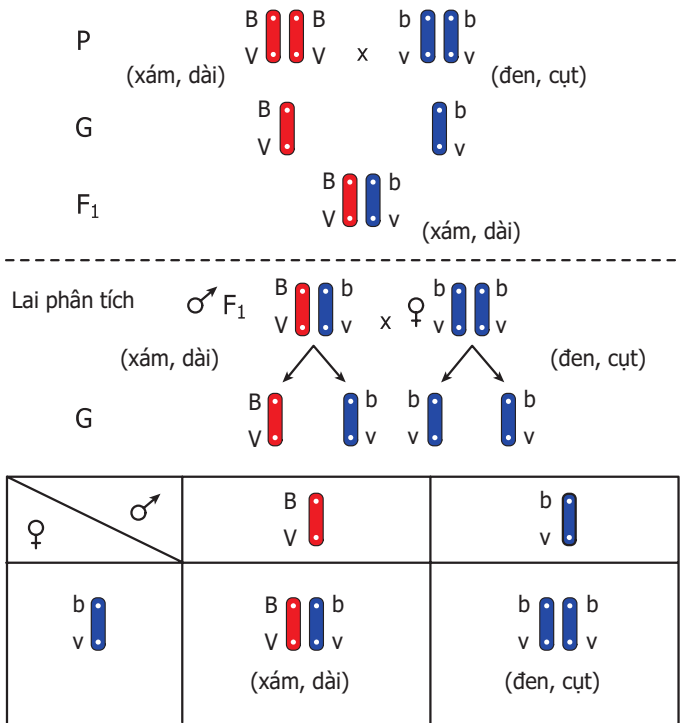 P B B x b b
V V v v
(xám, dài) (đen, cụt)
G B b
V v
F₁ B b
V v
(xám, dài)
Lai phân tích ♂ F₁ B b x ♀ b b
V v v v
(xám, dài) (đen, cụt)
G B b b b
V v v v
♂ B b
♀ V v
b B b b b
v V v v v
(xám, dài) (đen, cụt)